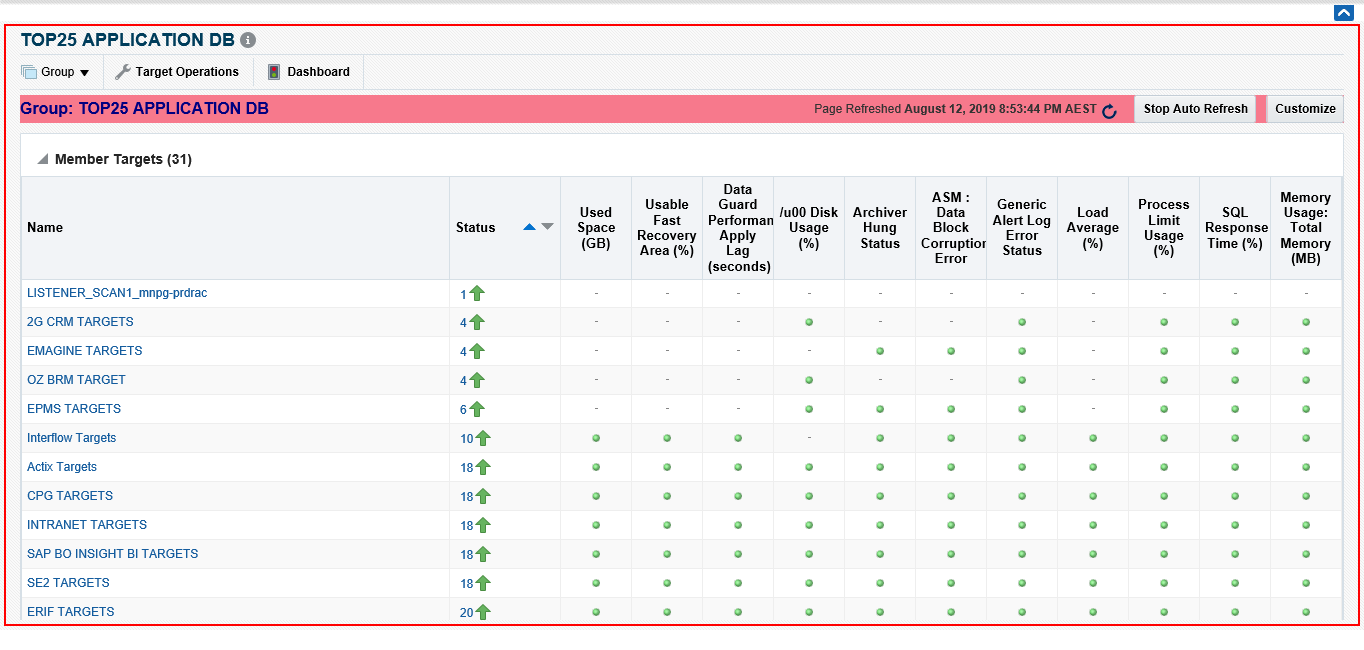 TOP25 APPLICATION DB
Group
Target Operations
Dashboard
Group: TOP25 APPLICATION DB
Page Refreshed August 12, 2019 8:53:44 PM AEST
Stop Auto Refresh
Customize
Member Targets (31)
Name
Status
Used
Space
(GB)
Usable
Fast
Recovery
Area (%)
Data
Guard
Performan
Apply
Lag
(seconds)
/u00 Disk
Usage
(%)
Archiver
Hung
Status
ASM :
Data
Block
Corruption
Error
Generic
Alert Log
Error
Status
Load
Average
(%)
Process
Limit
Usage
(%)
SQL
Response
Time (%)
Memory
Usage:
Total
Memory
(MB)
LISTENER_SCAN1_mnpg-prdrac 1 - - - - - - - - - - -
2G CRM TARGETS 4 - - - - - -
EMAGINE TARGETS 4 - - - - -
OZ BRM TARGET 4 - - - - - -
EPMS TARGETS 6 - - - -
Interflow Targets 10 -
Actix Targets 18
CPG TARGETS 18
INTRANET TARGETS 18
SAP BO INSIGHT BI TARGETS 18
SE2 TARGETS 18
ERIF TARGETS 20